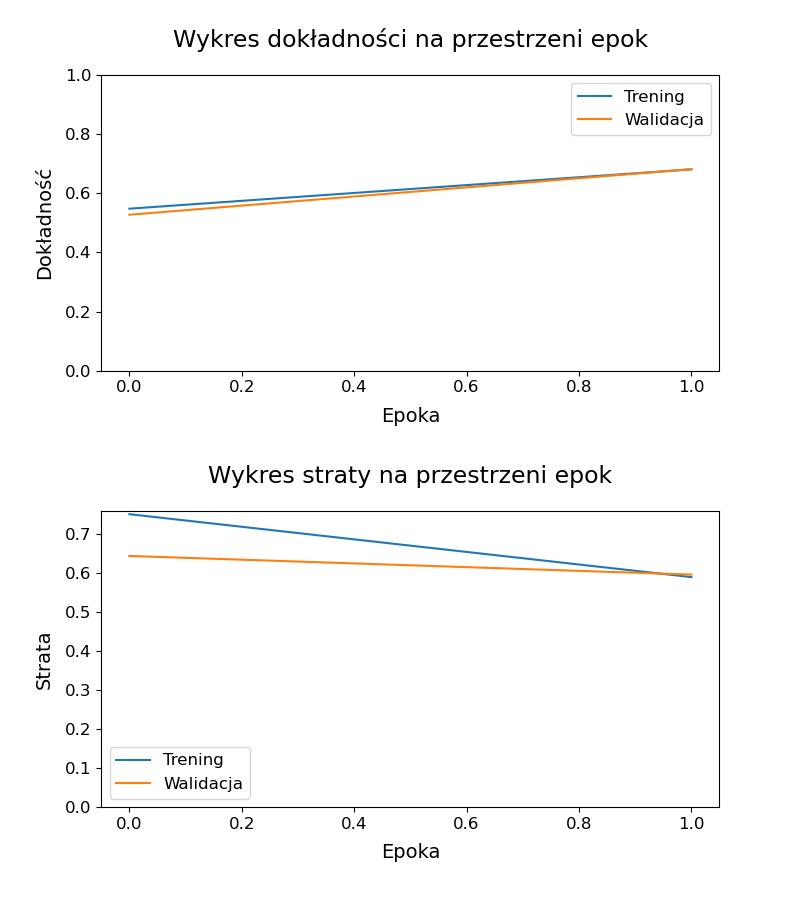 Wykres dokładności na przestrzeni epok
1.0
0.8
0.6
0.4
0.2
0.0
Dokładność
Trening
Walidacja
0.0 0.2 0.4 0.6 0.8 1.0
Epoka
Wykres straty na przestrzeni epok
0.7
0.6
0.5
0.4
0.3
0.2
0.1
0.0
Strata
Trening
Walidacja
0.0 0.2 0.4 0.6 0.8 1.0
Epoka